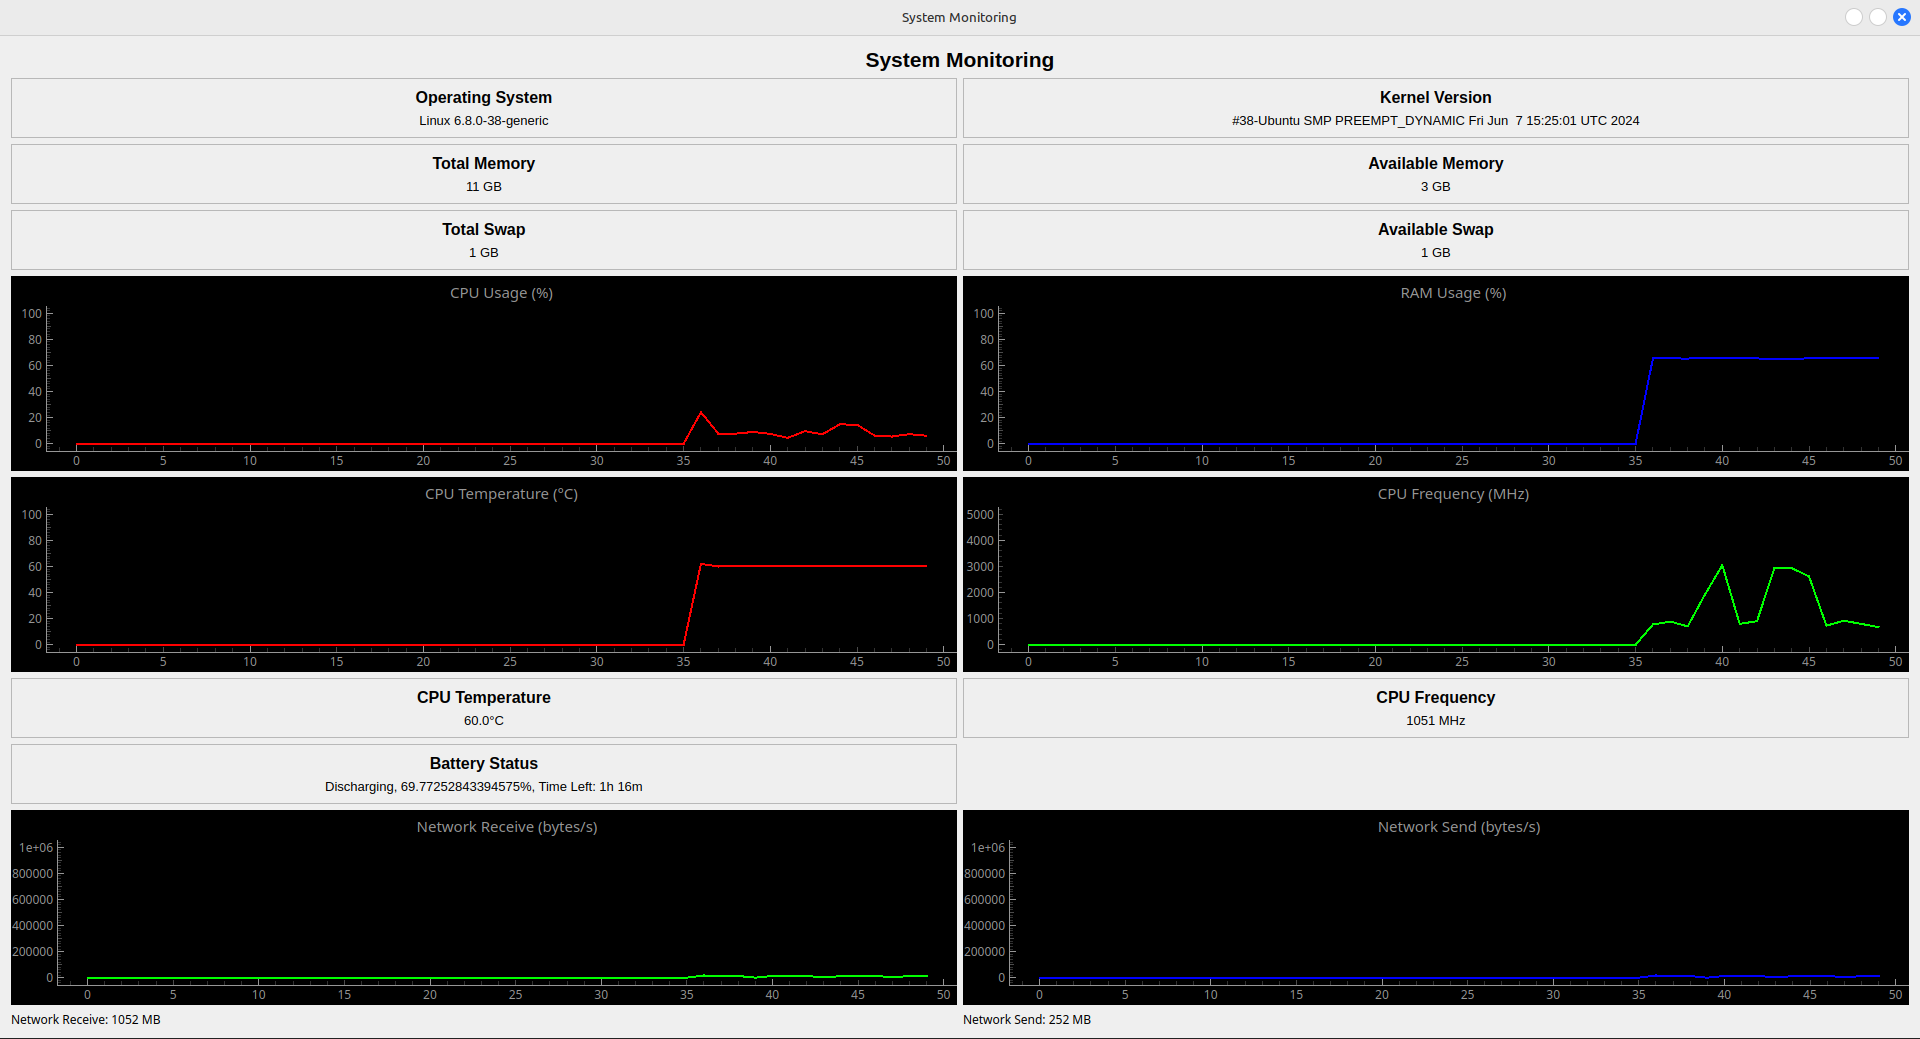 System Monitoring
System Monitoring
Operating System
Linux 6.8.0-38-generic
Kernel Version
#38-Ubuntu SMP PREEMPT_DYNAMIC Fri Jun  7 15:25:01 UTC 2024
Total Memory
11 GB
Available Memory
3 GB
Total Swap
1 GB
Available Swap
1 GB
CPU Usage (%)
100
80
60
40
20
0
0 5 10 15 20 25 30 35 40 45 50
RAM Usage (%)
100
80
60
40
20
0
0 5 10 15 20 25 30 35 40 45 50
CPU Temperature (°C)
100
80
60
40
20
0
0 5 10 15 20 25 30 35 40 45 50
CPU Frequency (MHz)
5000
4000
3000
2000
1000
0
0 5 10 15 20 25 30 35 40 45 50
CPU Temperature
60.0°C
CPU Frequency
1051 MHz
Battery Status
Discharging, 69.77252843394575%, Time Left: 1h 16m
Network Receive (bytes/s)
1e+06
800000
600000
400000
200000
0
0 5 10 15 20 25 30 35 40 45 50
Network Send (bytes/s)
1e+06
800000
600000
400000
200000
0
0 5 10 15 20 25 30 35 40 45 50
Network Receive: 1052 MB
Network Send: 252 MB